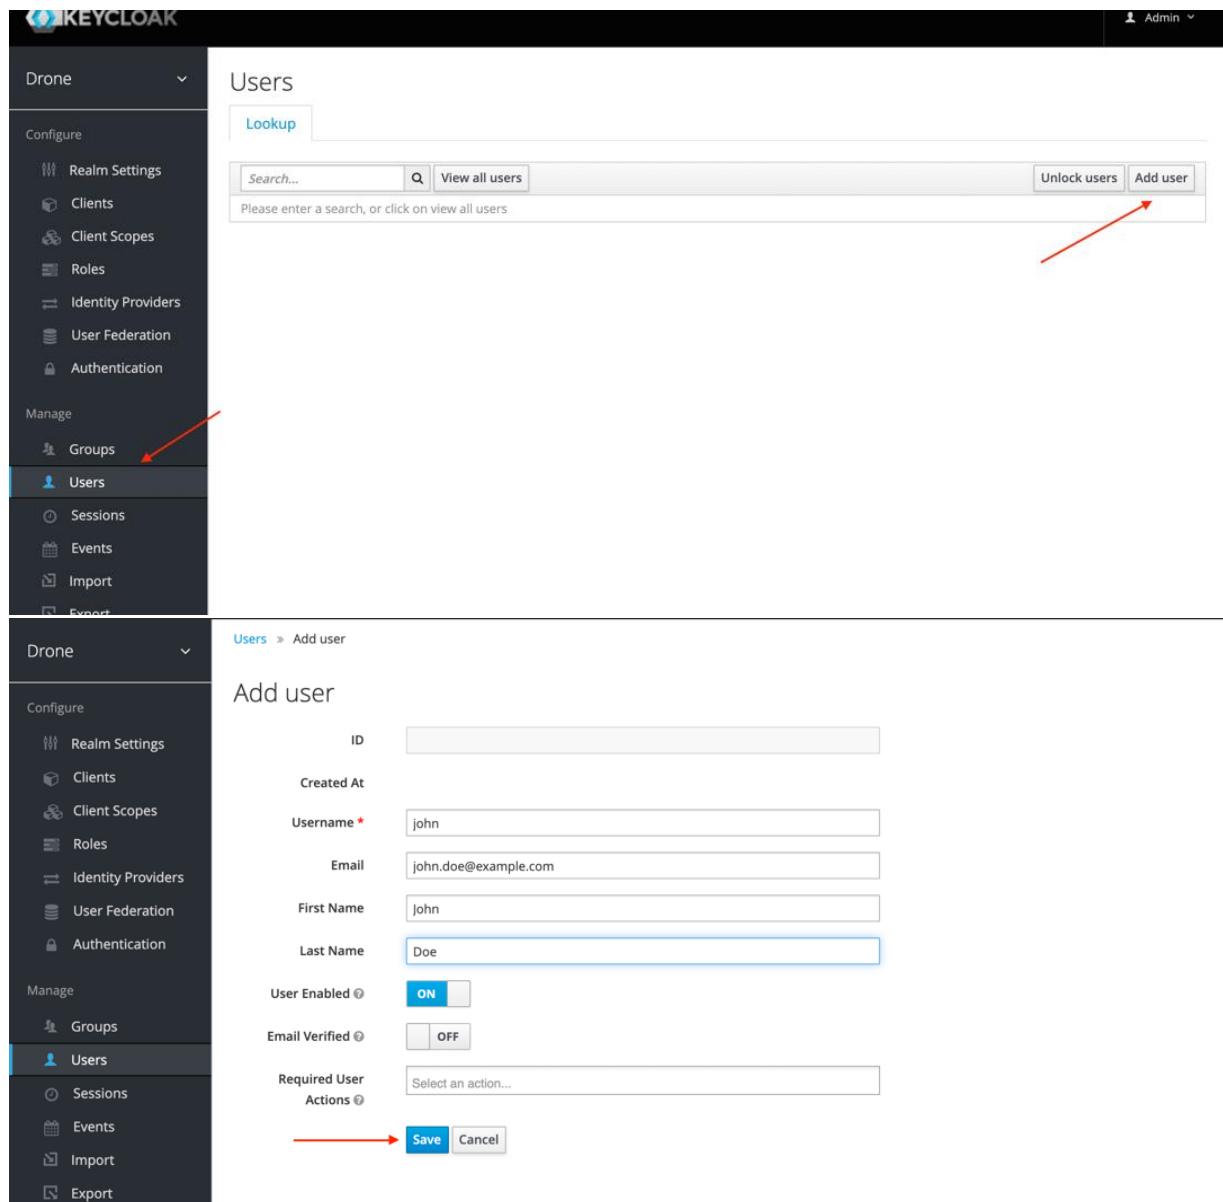 KEYCLOAK
Admin
Drone
Users
Lookup
Configure
Realm Settings
Search...
View all users
Unlock users
Add user
Please enter a search, or click on view all users
Clients
Client Scopes
Roles
Identity Providers
User Federation
Authentication
Manage
Groups
Users
Sessions
Events
Import
Export
Drone
Users » Add user
Add user
Configure
Realm Settings
Clients
Client Scopes
Roles
Identity Providers
User Federation
Authentication
Manage
Groups
Users
Sessions
Events
Import
Export
ID
Created At
Username *
john
Email
john.doe@example.com
First Name
John
Last Name
Doe
User Enabled
ON
Email Verified
OFF
Required User
Actions
Select an action...
Save
Cancel